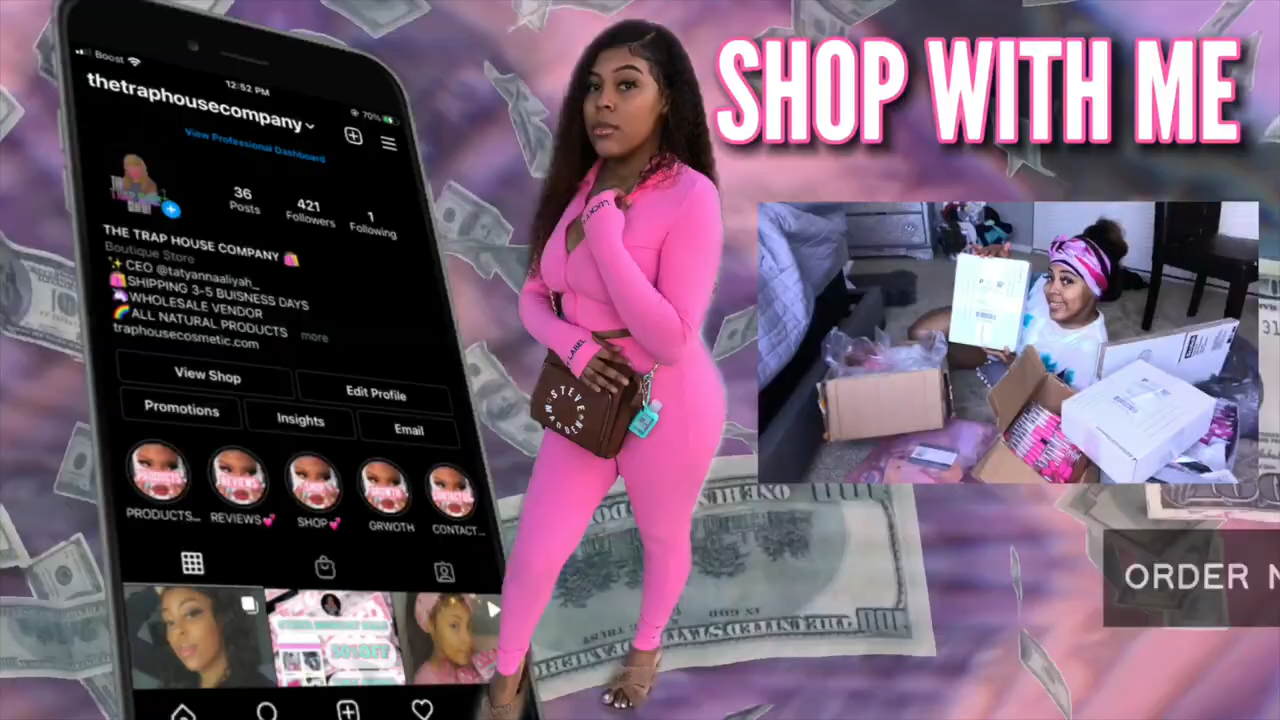 Boost
12:52 PM
70%
thetraphousecompany
View Professional Dashboard
36
Posts
421
Followers
1
Following
THE TRAP HOUSE COMPANY 🛍️
Boutique Store
✨CEO @tatyannaaliyah_
🛍️SHIPPING 3-5 BUISNESS DAYS
WHOLESALE VENDOR
🌈ALL NATURAL PRODUCTS more
traphousecosmetic.com
View Shop
Edit Profile
Promotions
Insights
Email
PRODUCTS...
REVIEWS💕
SHOP💕
GRWOTH
CONTACT...
SHOP WITH ME
LABEL
STEVE
MADDEN
ORDER N